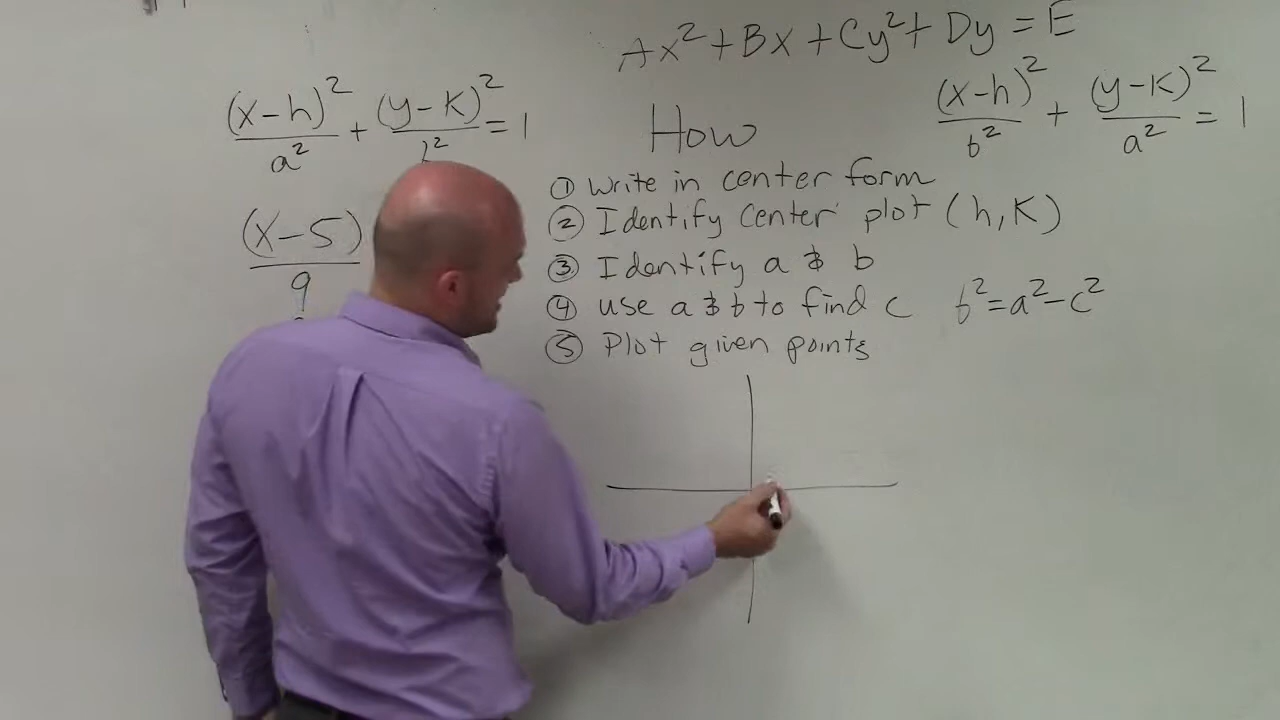 Ax² + Bx + Cy² + Dy = E
(x-h)²/a² + (y-k)²/b² = 1
(x-h)²/b² + (y-k)²/a² = 1
How
① Write in center form
② Identify Center plot (h, k)
③ Identify a & b
④ use a & b to find c b² = a² - c²
⑤ Plot given points
(x-5)
9